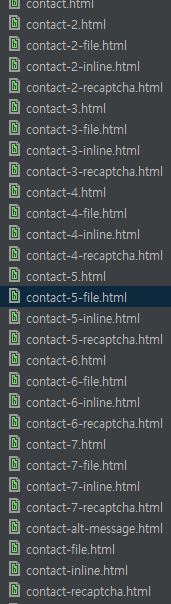 contact.html
contact-2.html
contact-2-file.html
contact-2-inline.html
contact-2-recaptcha.html
contact-3.html
contact-3-file.html
contact-3-inline.html
contact-3-recaptcha.html
contact-4.html
contact-4-file.html
contact-4-inline.html
contact-4-recaptcha.html
contact-5.html
contact-5-file.html
contact-5-inline.html
contact-5-recaptcha.html
contact-6.html
contact-6-file.html
contact-6-inline.html
contact-6-recaptcha.html
contact-7.html
contact-7-file.html
contact-7-inline.html
contact-7-recaptcha.html
contact-alt-message.html
contact-file.html
contact-inline.html
contact-recaptcha.html